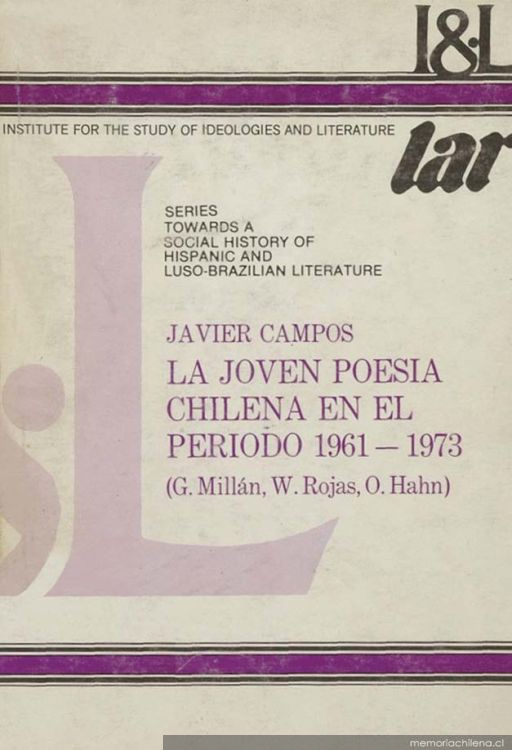 I&L
INSTITUTE FOR THE STUDY OF IDEOLOGIES AND LITERATURE
lar
SERIES
TOWARDS A
SOCIAL HISTORY OF
HISPANIC AND
LUSO-BRAZILIAN LITERATURE
JAVIER CAMPOS
LA JOVEN POESIA
CHILENA EN EL
PERIODO 1961 – 1973
(G. Millán, W. Rojas, O. Hahn)
memoriachilena.cl